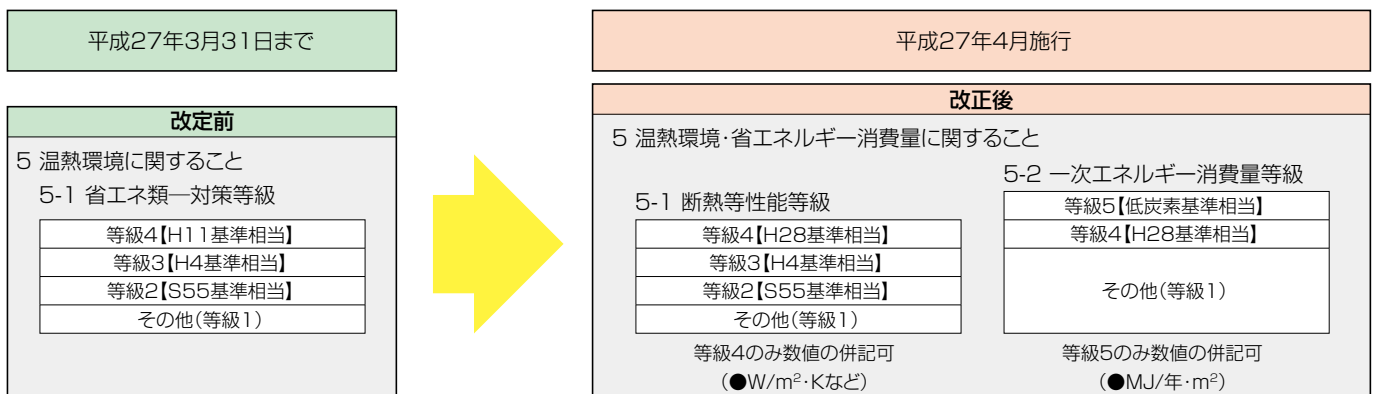 平成27年3月31日まで
平成27年4月施行
改定前
5 温熱環境に関すること
5-1 省エネ類―対策等級
等級4【H11基準相当】
等級3【H4基準相当】
等級2【S55基準相当】
その他(等級1)
改正後
5 温熱環境・省エネルギー消費量に関すること
5-1 断熱等性能等級
等級4【H28基準相当】
等級3【H4基準相当】
等級2【S55基準相当】
その他(等級1)
等級4のみ数値の併記可
(●W/m²・Kなど)
5-2 一次エネルギー消費量等級
等級5【低炭素基準相当】
等級4【H28基準相当】
その他(等級1)
等級5のみ数値の併記可
(●MJ/年・m²)